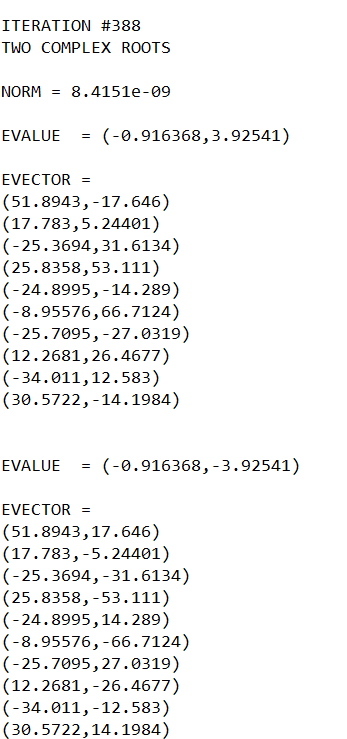 ITERATION #388
TWO COMPLEX ROOTS
NORM = 8.4151e-09
EVALUE  = (-0.916368,3.92541)
EVECTOR =
(51.8943,-17.646)
(17.783,5.24401)
(-25.3694,31.6134)
(25.8358,53.111)
(-24.8995,-14.289)
(-8.95576,66.7124)
(-25.7095,-27.0319)
(12.2681,26.4677)
(-34.011,12.583)
(30.5722,-14.1984)
EVALUE  = (-0.916368,-3.92541)
EVECTOR =
(51.8943,17.646)
(17.783,-5.24401)
(-25.3694,-31.6134)
(25.8358,-53.111)
(-24.8995,14.289)
(-8.95576,-66.7124)
(-25.7095,27.0319)
(12.2681,-26.4677)
(-34.011,-12.583)
(30.5722,14.1984)